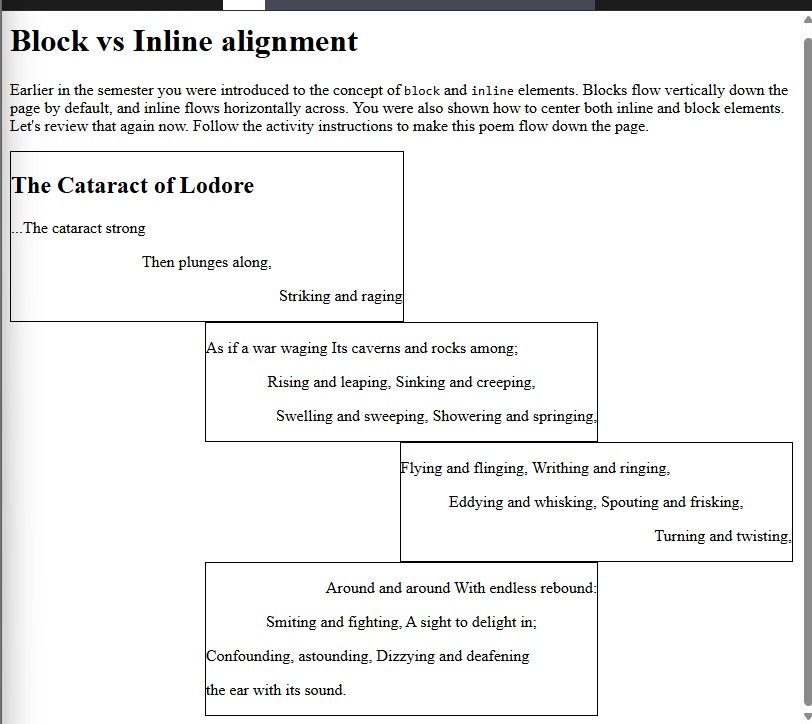 Block vs Inline alignment
Earlier in the semester you were introduced to the concept of block and inline elements. Blocks flow vertically down the
page by default, and inline flows horizontally across. You were also shown how to center both inline and block elements.
Let's review that again now. Follow the activity instructions to make this poem flow down the page.
The Cataract of Lodore
...The cataract strong
Then plunges along,
Striking and raging
As if a war waging Its caverns and rocks among;
Rising and leaping, Sinking and creeping,
Swelling and sweeping, Showering and springing,
Flying and flinging, Writhing and ringing,
Eddying and whisking, Spouting and frisking,
Turning and twisting,
Around and around With endless rebound:
Smiting and fighting, A sight to delight in;
Confounding, astounding, Dizzying and deafening
the ear with its sound.